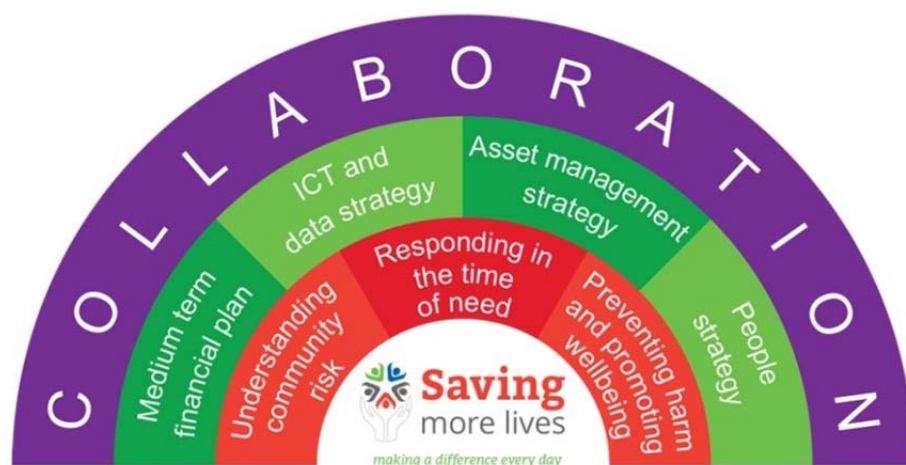 COLLABORATION
Medium term
financial plan
ICT and
data strategy
Asset management
strategy
People
strategy
Understanding
community
risk
Responding in
the time
of need
Preventing harm
and promoting
wellbeing
Saving
more lives
making a difference every day